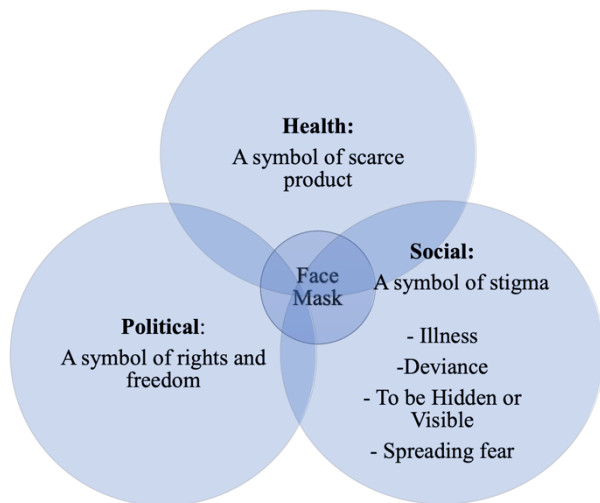 Health:
A symbol of scarce
product
Face
Mask
Political:
A symbol of rights and
freedom
Social:
A symbol of stigma
- Illness
-Deviance
- To be Hidden or
Visible
- Spreading fear